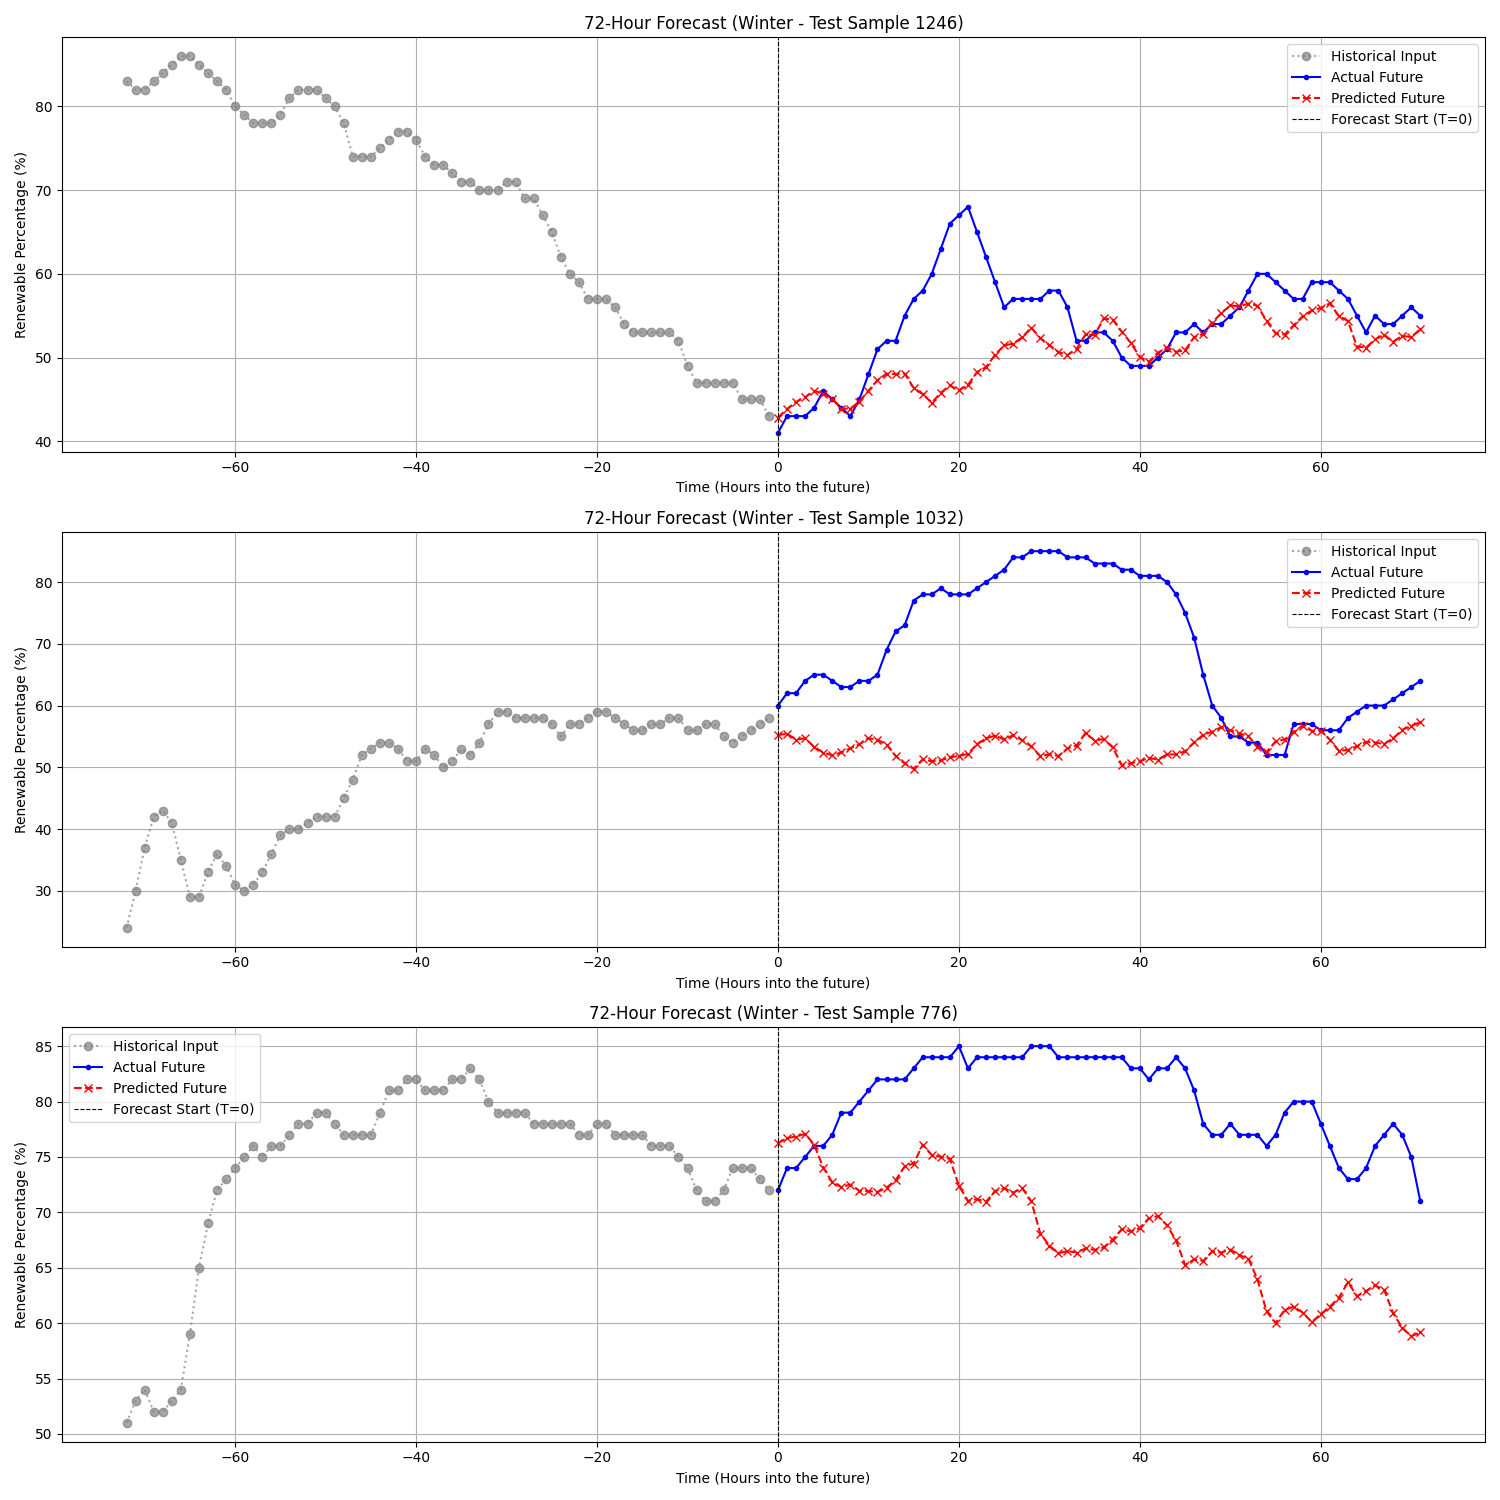 72-Hour Forecast (Winter - Test Sample 1246)
Renewable Percentage (%)
80
70
60
50
40
Historical Input
Actual Future
Predicted Future
Forecast Start (T=0)
−60
−40
−20
0
20
40
60
Time (Hours into the future)
72-Hour Forecast (Winter - Test Sample 1032)
Renewable Percentage (%)
80
70
60
50
40
30
Historical Input
Actual Future
Predicted Future
Forecast Start (T=0)
−60
−40
−20
0
20
40
60
Time (Hours into the future)
72-Hour Forecast (Winter - Test Sample 776)
Renewable Percentage (%)
85
80
75
70
65
60
55
50
Historical Input
Actual Future
Predicted Future
Forecast Start (T=0)
−60
−40
−20
0
20
40
60
Time (Hours into the future)